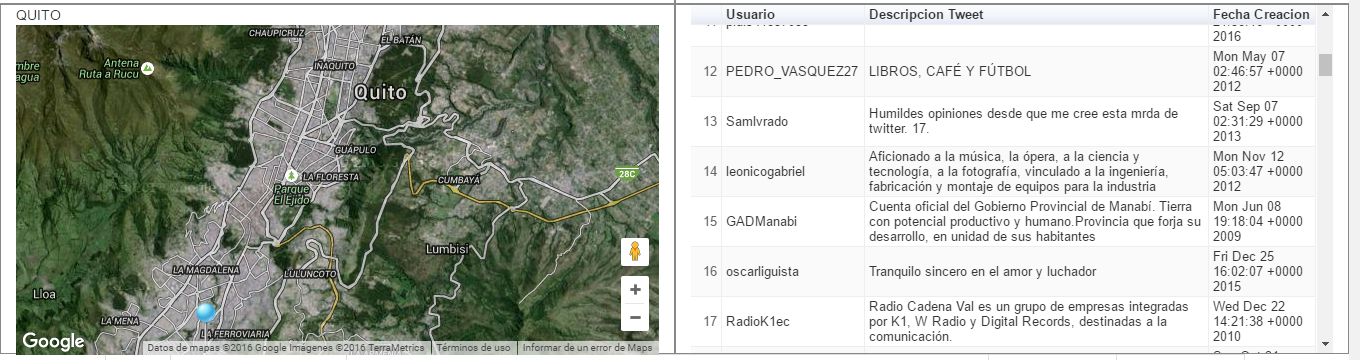 QUITO
CHAUPICRUZ
EL BATÁN
Antena
Ruta a Rucu
mbre
agua
IÑAQUITO
Quito
GUÁPULO
LA FLORESTA
Parque
El Ejido
CUMBAYÁ
28C
Lumbisí
LA MAGDALENA
LULUNCOTO
Lloa
LA MENA
LA FERROVIARIA
Google
Datos de mapas ©2016 Google Imágenes ©2016 TerraMetrics
Términos de uso
Informar de un error de Maps
Usuario Descripcion Tweet Fecha Creacion
2016
12 PEDRO_VASQUEZ27 LIBROS, CAFÉ Y FÚTBOL Mon May 07
02:46:57 +0000
2012
13 Samlvrado Humildes opiniones desde que me cree esta mrda de
twitter. 17.
Sat Sep 07
02:31:29 +0000
2013
14 leonicogabriel Aficionado a la música, la ópera, a la ciencia y
tecnología, a la fotografía, vinculado a la ingeniería,
fabricación y montaje de equipos para la industria
Mon Nov 12
05:03:47 +0000
2012
15 GADManabi Cuenta oficial del Gobierno Provincial de Manabí. Tierra
con potencial productivo y humano.Provincia que forja su
desarrollo, en unidad de sus habitantes
Mon Jun 08
19:18:04 +0000
2009
16 oscarliguista Tranquilo sincero en el amor y luchador
Fri Dec 25
16:02:07 +0000
2015
17 RadioK1ec Radio Cadena Val es un grupo de empresas integradas
por K1, W Radio y Digital Records, destinadas a la
comunicación.
Wed Dec 22
14:21:38 +0000
2010